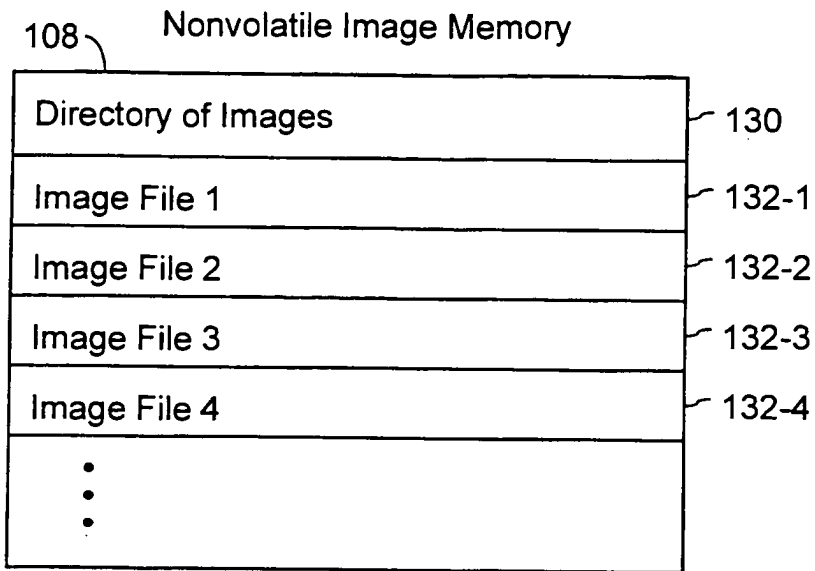 Nonvolatile Image Memory
108
Directory of Images 130
Image File 1 132-1
Image File 2 132-2
Image File 3 132-3
Image File 4 132-4